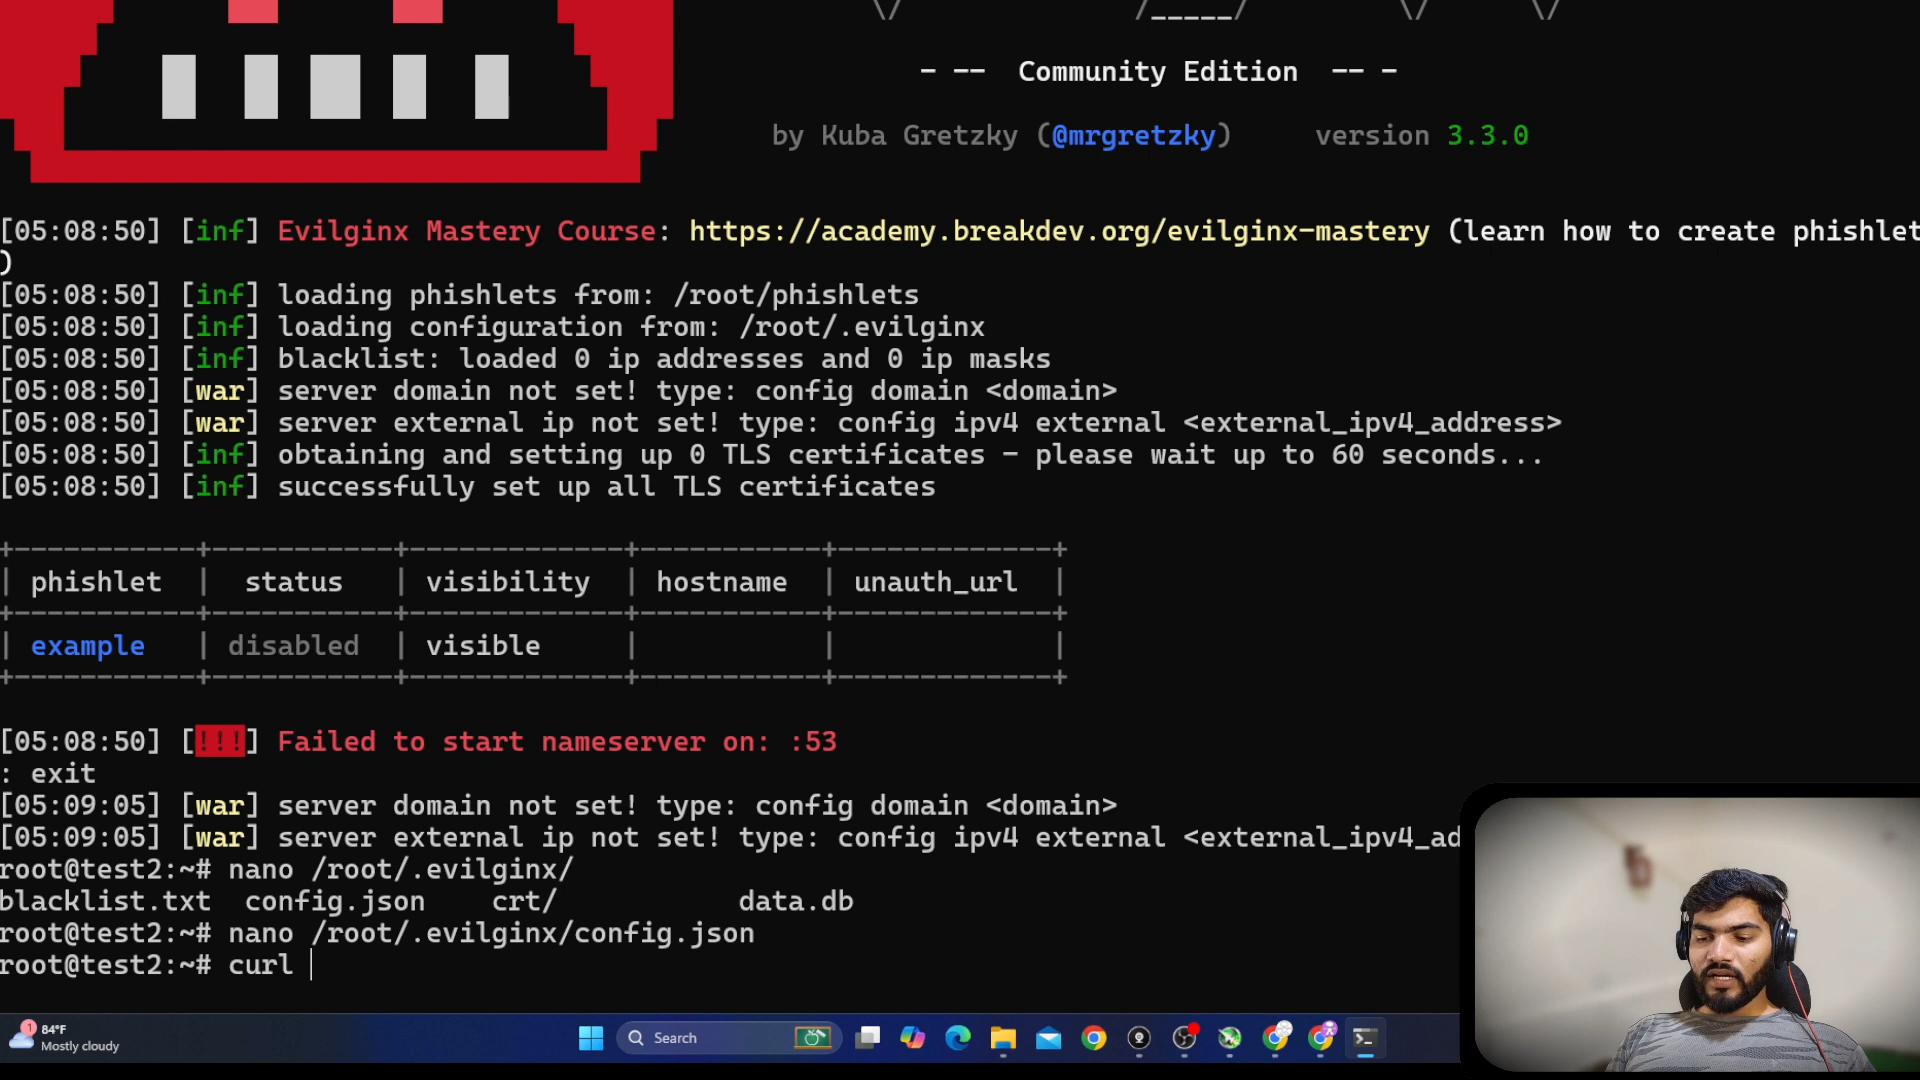 - -- Community Edition -- -
by Kuba Gretzky (@mrgretzky) version 3.3.0
[05:08:50] [inf] Evilginx Mastery Course: https://academy.breakdev.org/evilginx-mastery (learn how to create phishlet
)
[05:08:50] [inf] loading phishlets from: /root/phishlets
[05:08:50] [inf] loading configuration from: /root/.evilginx
[05:08:50] [inf] blacklist: loaded 0 ip addresses and 0 ip masks
[05:08:50] [war] server domain not set! type: config domain <domain>
[05:08:50] [war] server external ip not set! type: config ipv4 external <external_ipv4_address>
[05:08:50] [inf] obtaining and setting up 0 TLS certificates - please wait up to 60 seconds...
[05:08:50] [inf] successfully set up all TLS certificates
+-----------+-----------+-------------+-----------+-------------+
| phishlet | status | visibility | hostname | unauth_url |
+-----------+-----------+-------------+-----------+-------------+
| example | disabled | visible | | |
+-----------+-----------+-------------+-----------+-------------+
[05:08:50] [!!!] Failed to start nameserver on: :53
: exit
[05:09:05] [war] server domain not set! type: config domain <domain>
[05:09:05] [war] server external ip not set! type: config ipv4 external <external_ipv4_ad
root@test2:~# nano /root/.evilginx/
blacklist.txt config.json crt/ data.db
root@test2:~# nano /root/.evilginx/config.json
root@test2:~# curl
1
84°F
Mostly cloudy
Search